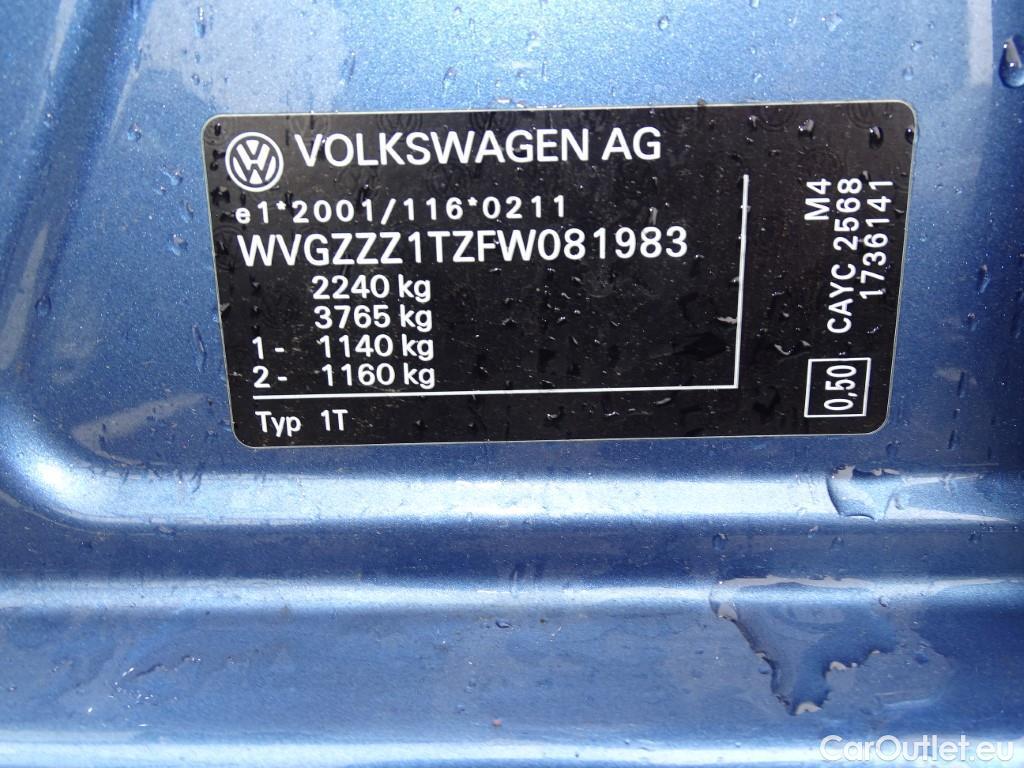 VOLKSWAGEN AG
e1*2001/116*0211
WVGZZZ1TZFW081983
2240 kg
3765 kg
1- 1140 kg
2- 1160 kg
Typ 1T
M4
CAYC 2568
1736141
0,50
CarOutlet.eu